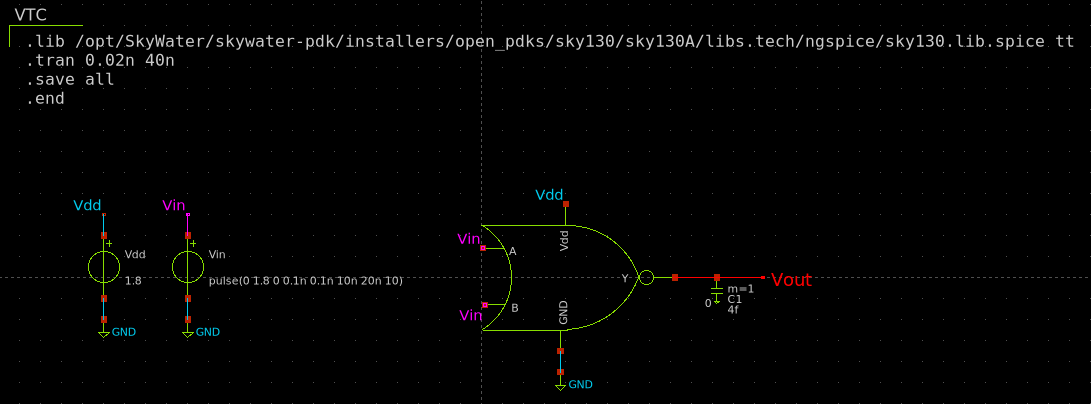 VTC
.lib /opt/SkyWater/skywater-pdk/installers/open_pdks/sky130/sky130A/libs.tech/ngspice/sky130.lib.spice tt
.tran 0.02n 40n
.save all
.end
Vdd
Vin
+
Vdd
1.8
GND
+
Vin
pulse(0 1.8 0 0.1n 0.1n 10n 20n 10)
GND
Vdd
Vdd
Vin
A
Vin
B
GND
GND
Y
Vout
m=1
C1
4f
0